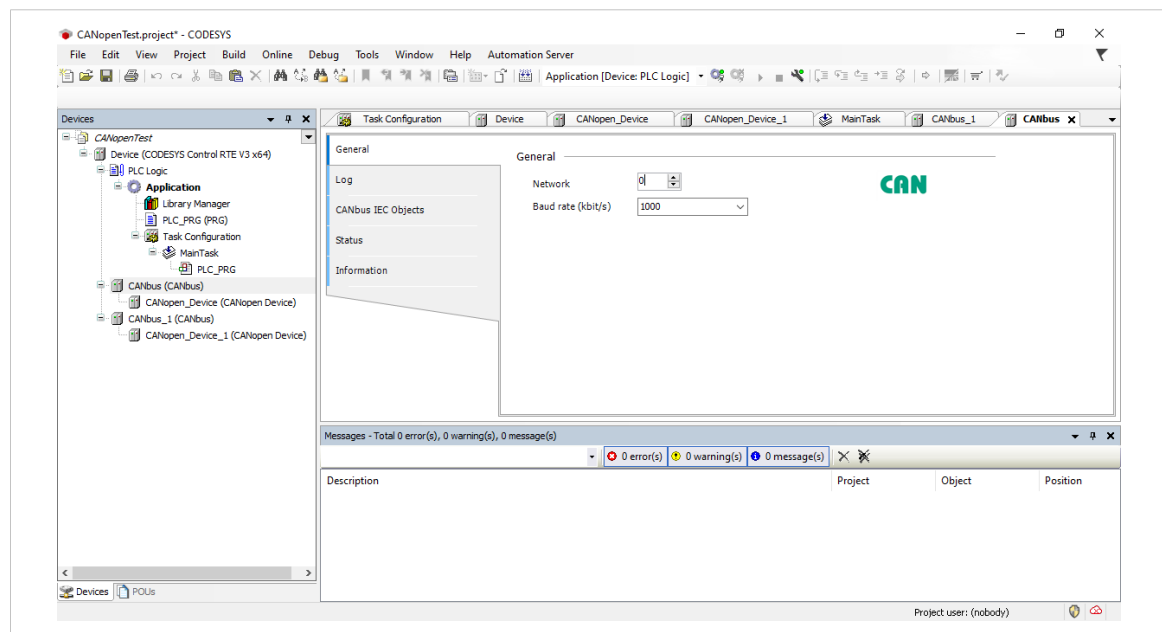 CANopenTest.project* - CODESYS
File Edit View Project Build Online Debug Tools Window Help Automation Server
Application [Device: PLC Logic]
Devices
CANopenTest
Device (CODESYS Control RTE V3 x64)
PLC Logic
Application
Library Manager
PLC_PRG (PRG)
Task Configuration
MainTask
PLC_PRG
CANbus (CANbus)
CANopen_Device (CANopen Device)
CANbus_1 (CANbus)
CANopen_Device_1 (CANopen Device)
Devices POUs
Task Configuration Device CANopen_Device CANopen_Device_1 MainTask CANbus_1 CANbus
General
Log
CANbus IEC Objects
Status
Information
General
Network 0
Baud rate (kbit/s) 1000
CAN
Messages - Total 0 error(s), 0 warning(s), 0 message(s)
0 error(s) 0 warning(s) 0 message(s)
Description Project Object Position
Project user: (nobody)